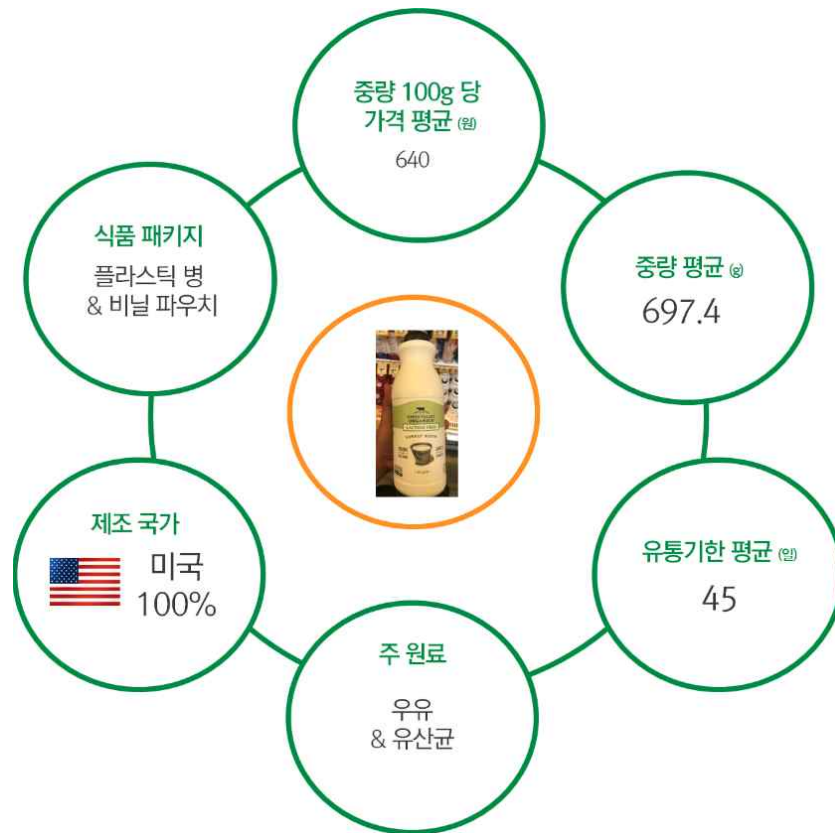 중량 100g 당
가격 평균 (원)
640
식품 패키지
플라스틱 병
& 비닐 파우치
중량 평균 (g)
697.4
LACTOSE FREE
제조 국가
미국
100%
유통기한 평균 (일)
45
주 원료
우유
& 유산균